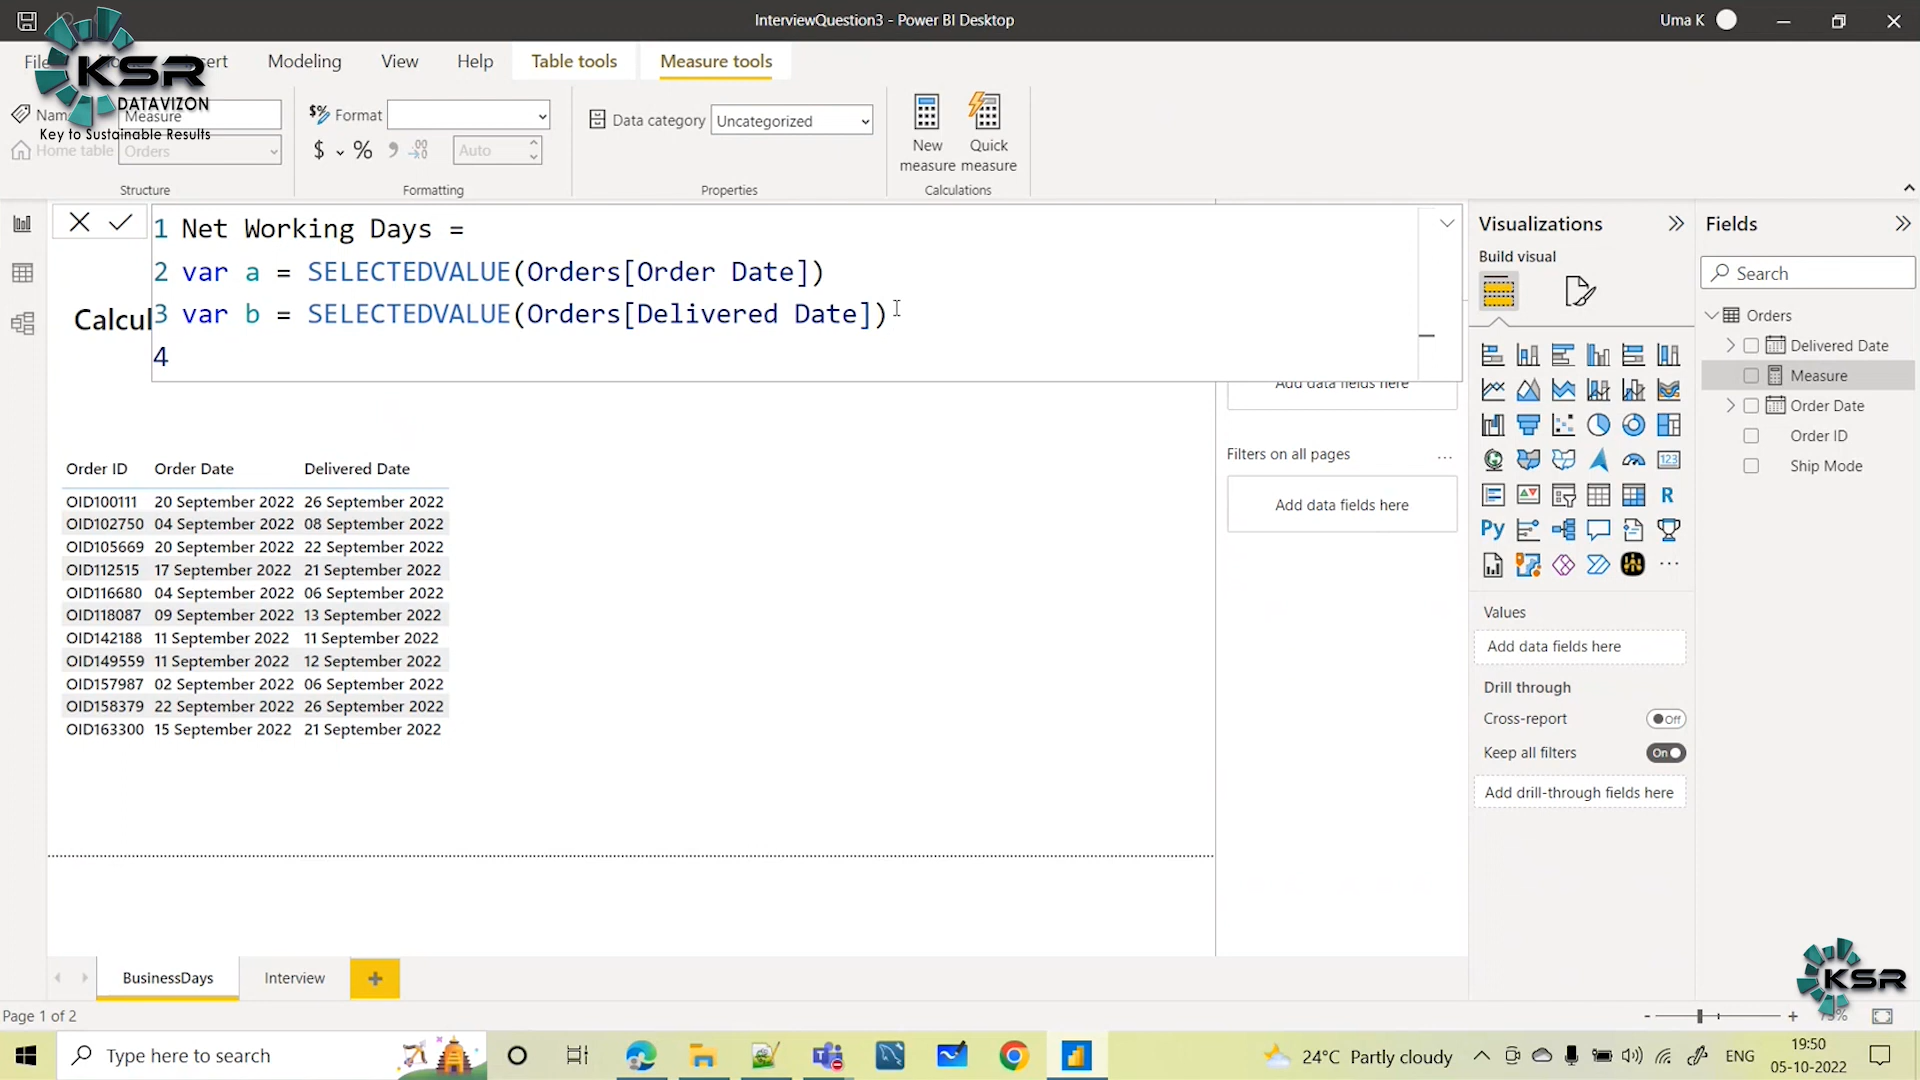 InterviewQuestion3 - Power BI Desktop
Uma K
KSR
DATAVIZON
Key to Sustainable Results
Modeling
View
Help
Table tools
Measure tools
Measure
Home table
Orders
Structure
Format
$ % 9
Auto
Formatting
Data category
Uncategorized
Properties
New measure
Quick measure
Calculations
1 Net Working Days =
2 var a = SELECTEDVALUE(Orders[Order Date])
3 var b = SELECTEDVALUE(Orders[Delivered Date])
4
Calcul
Order ID Order Date Delivered Date
OID100111 20 September 2022 26 September 2022
OID102750 04 September 2022 08 September 2022
OID105669 20 September 2022 22 September 2022
OID112515 17 September 2022 21 September 2022
OID116680 04 September 2022 06 September 2022
OID118087 09 September 2022 13 September 2022
OID142188 11 September 2022 11 September 2022
OID149559 11 September 2022 12 September 2022
OID157987 02 September 2022 06 September 2022
OID158379 22 September 2022 26 September 2022
OID163300 15 September 2022 21 September 2022
Add data fields here
Filters on all pages
Add data fields here
Visualizations
Build visual
123
R
Py
Values
Add data fields here
Drill through
Cross-report
Off
Keep all filters
On
Add drill-through fields here
Fields
Search
Orders
Delivered Date
Measure
Order Date
Order ID
Ship Mode
BusinessDays
Interview
Page 1 of 2
KSR
Type here to search
24°C Partly cloudy
ENG
19:50
05-10-2022